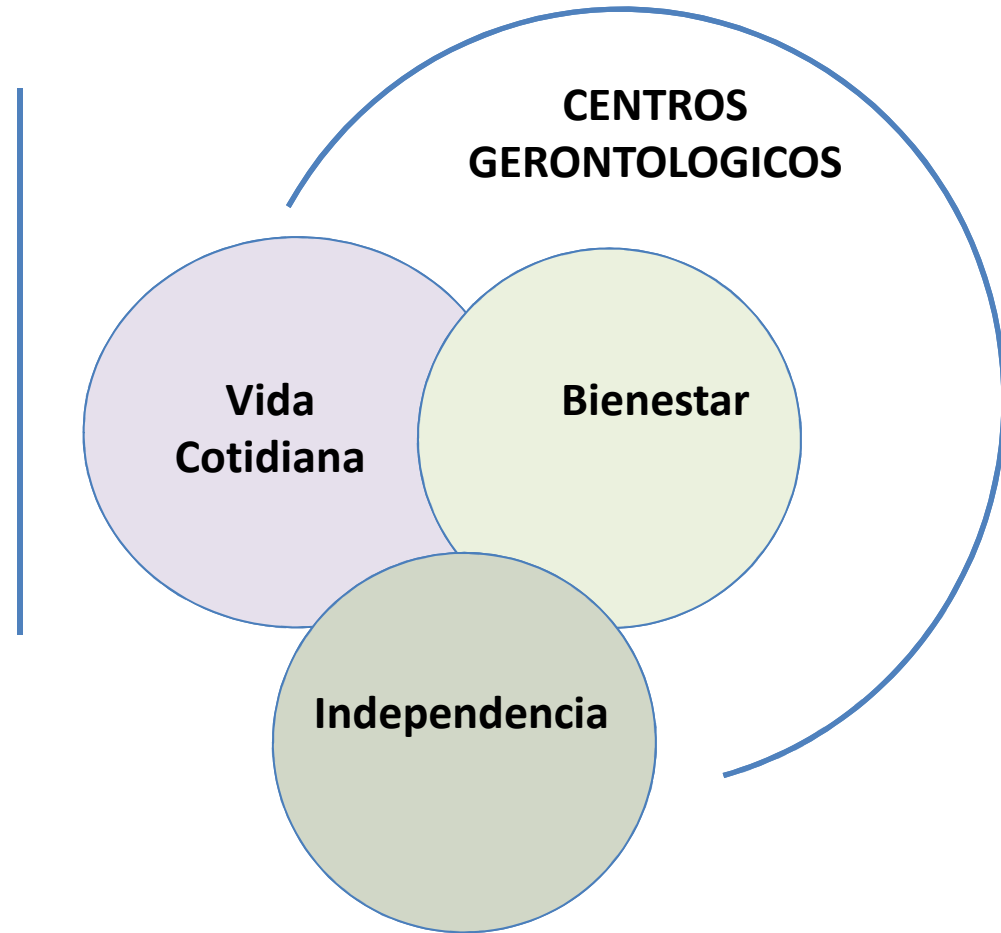 CENTROS
GERONTOLOGICOS
Vida
Cotidiana
Bienestar
Independencia